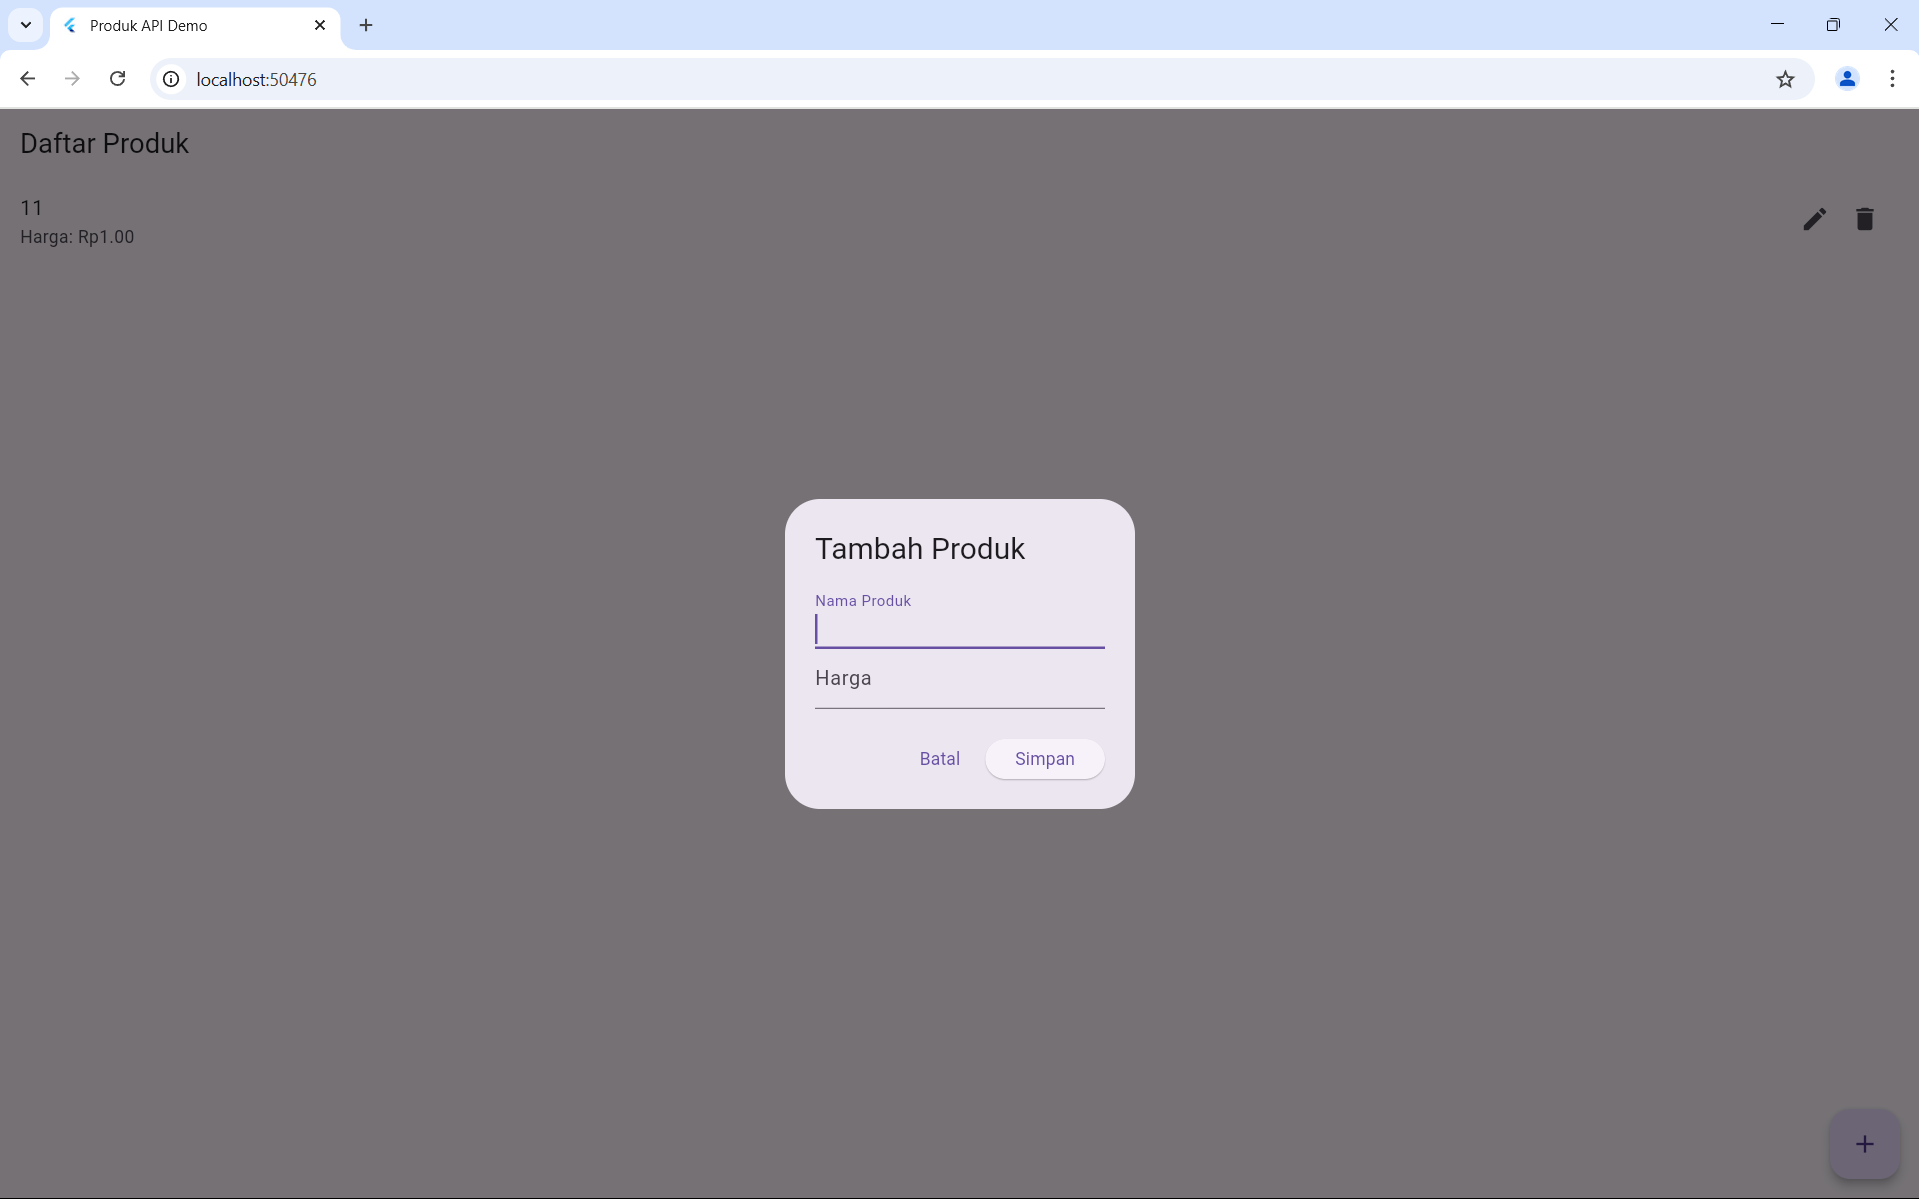 Produk API Demo
localhost:50476
Daftar Produk
11
Harga: Rp1.00
Tambah Produk
Nama Produk
Harga
Batal
Simpan